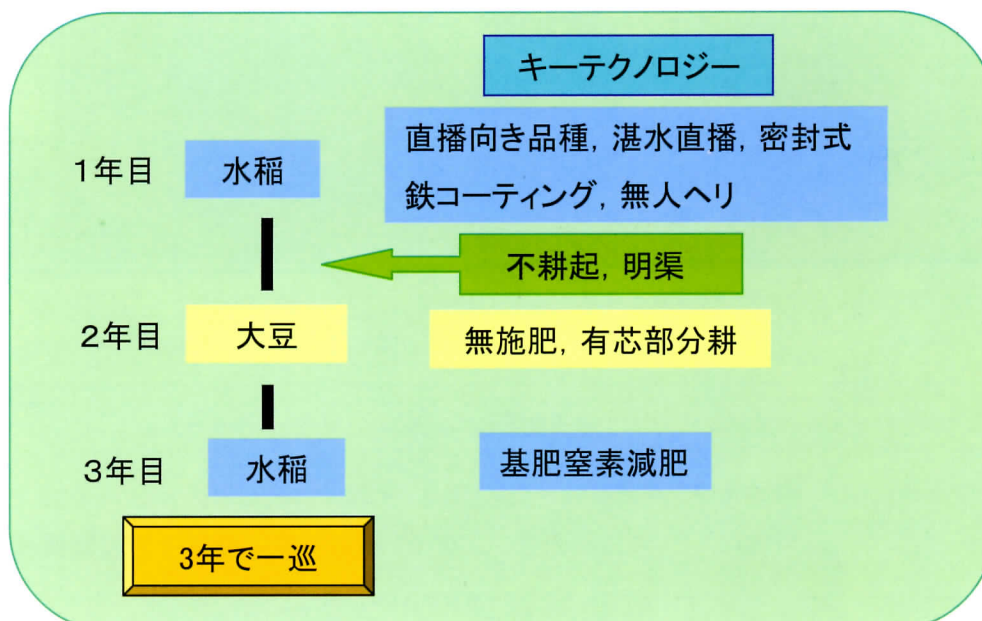 キーテクノロジー
1年目
水稲
直播向き品種, 湛水直播, 密封式
鉄コーティング, 無人ヘリ
不耕起, 明渠
2年目
大豆
無施肥, 有芯部分耕
3年目
水稲
基肥窒素減肥
3年で一巡